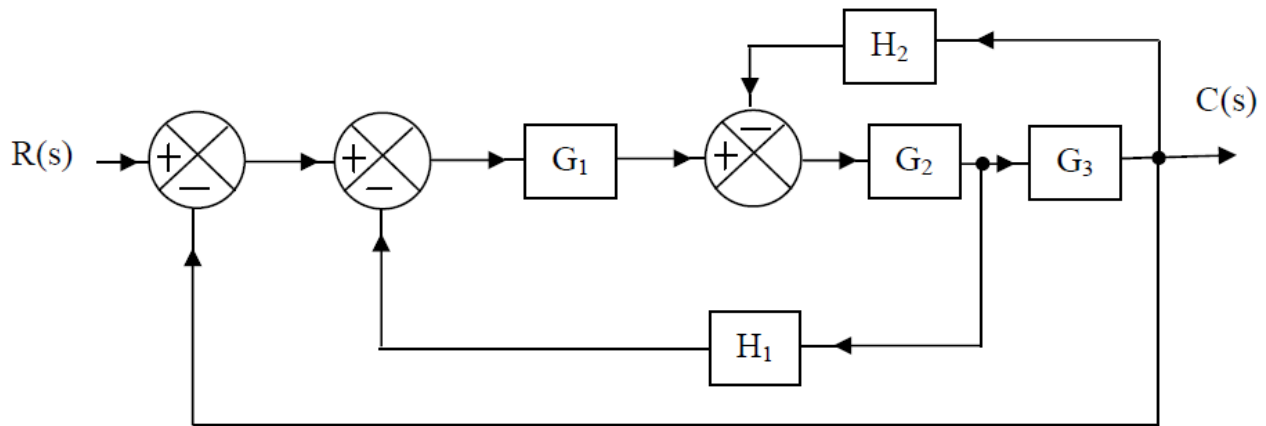 H₂
C(s)
R(s)
+
−
+
−
G₁
+
−
G₂
G₃
H₁